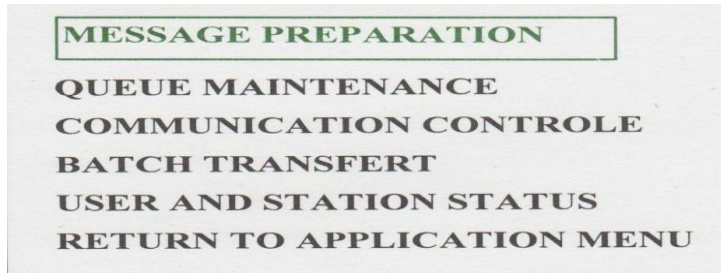 MESSAGE PREPARATION
QUEUE MAINTENANCE
COMMUNICATION CONTROLE
BATCH TRANSFERT
USER AND STATION STATUS
RETURN TO APPLICATION MENU